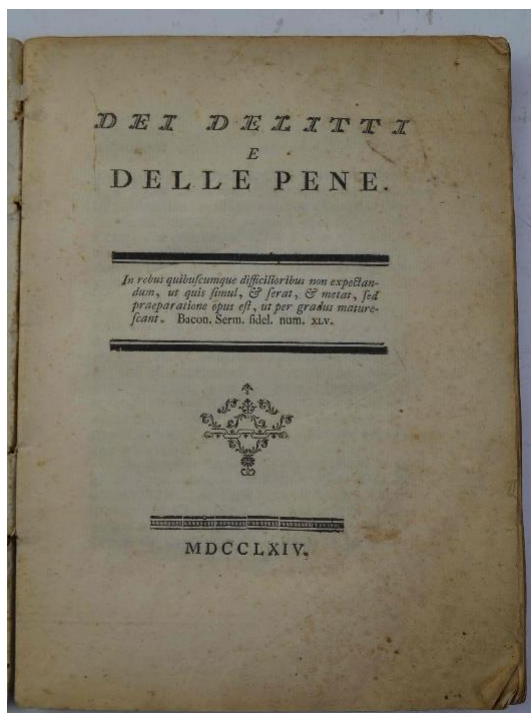 DEI DELITTI
E
DELLE PENE.
In rebus quibuſcumque difficilioribus non expectan-
dum, ut quis ſimul, & ſerat, & metat, ſed
praeparatione opus eſt, ut per gradus mature-
ſcant. Bacon. Serm. fidel. num. XLV.
MDCCLXIV.